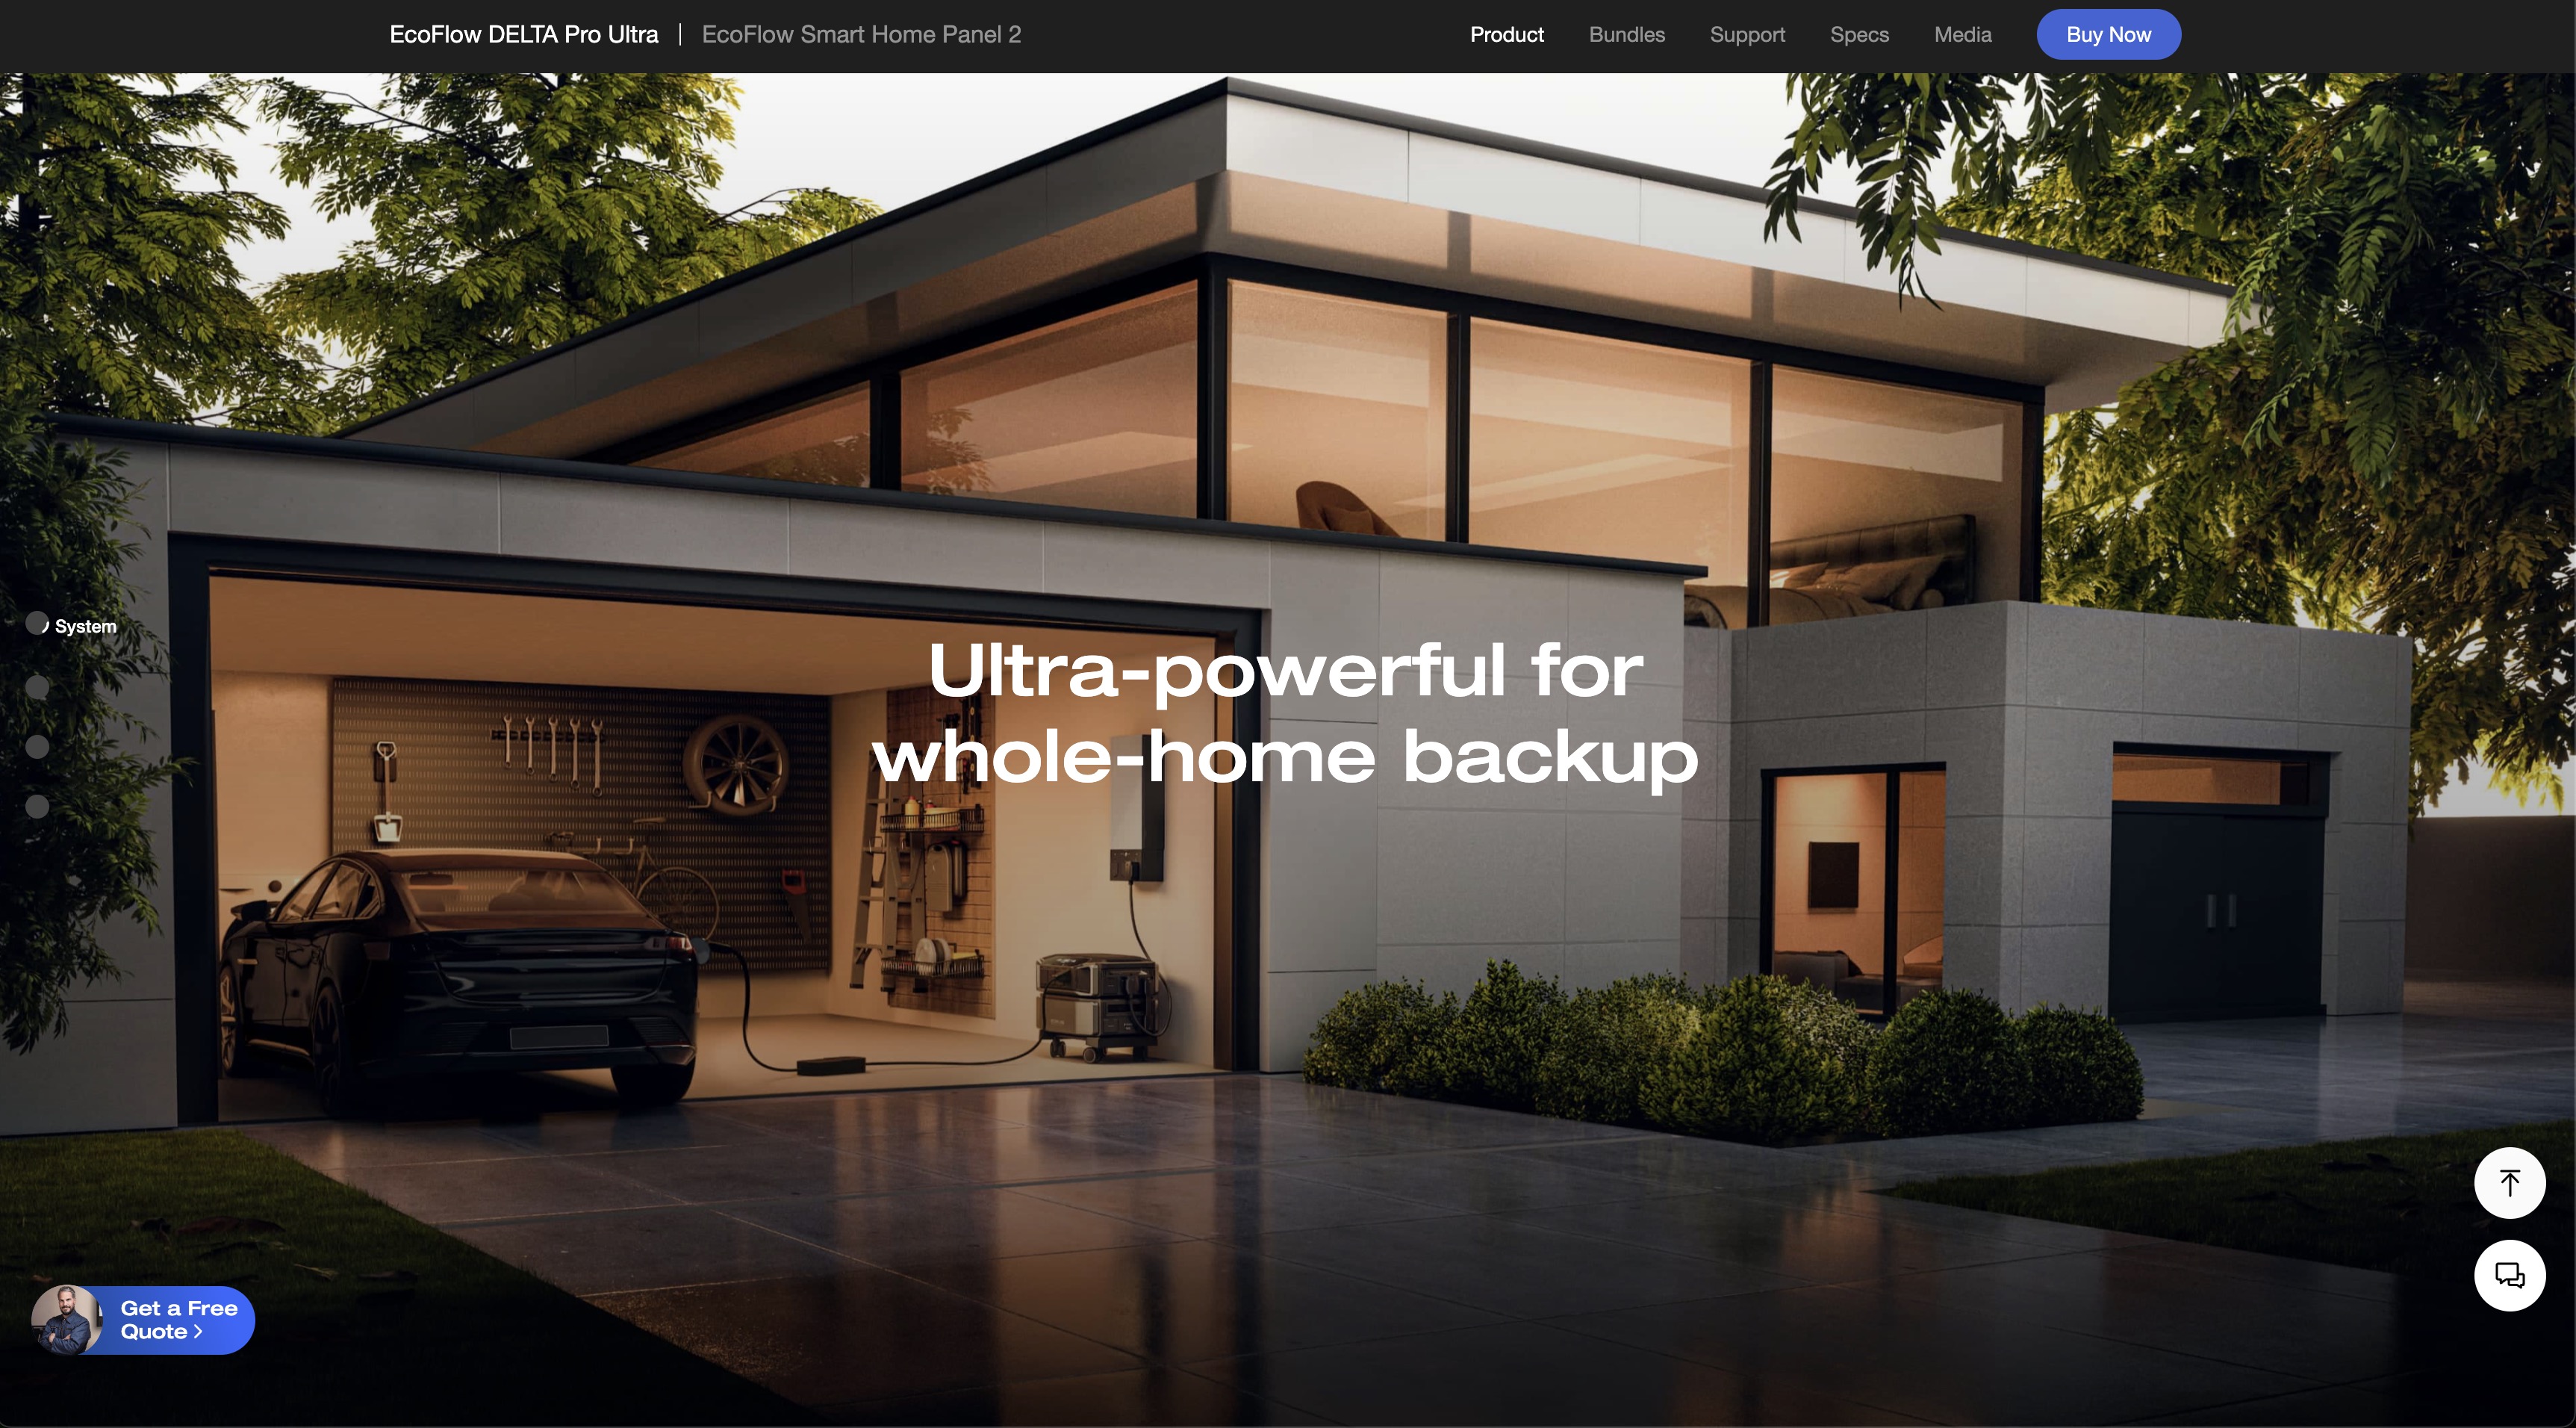 EcoFlow DELTA Pro Ultra | EcoFlow Smart Home Panel 2
Product Bundles Support Specs Media Buy Now
System
Ultra-powerful for
whole-home backup
Get a Free
Quote >